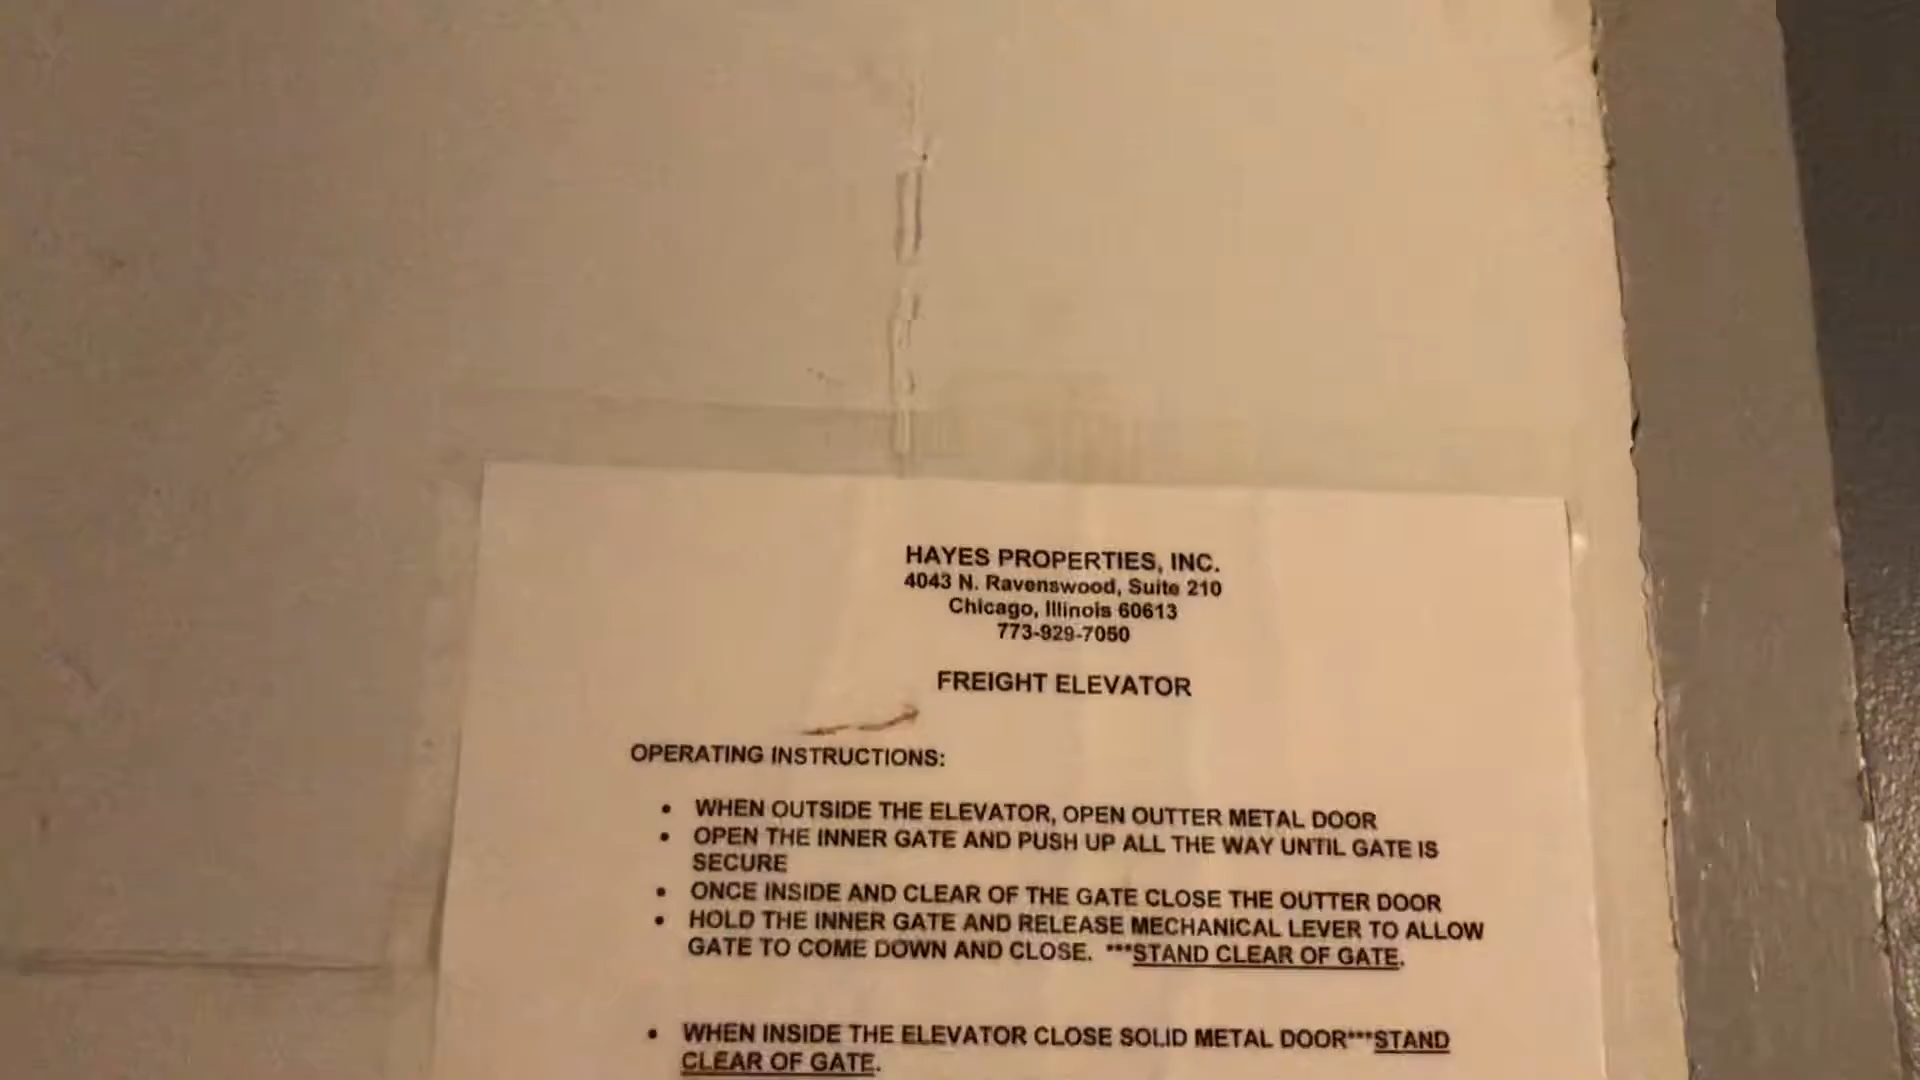 HAYES PROPERTIES, INC.
4043 N. Ravenswood, Suite 210
Chicago, Illinois 60613
773-929-7050
FREIGHT ELEVATOR
OPERATING INSTRUCTIONS:
• WHEN OUTSIDE THE ELEVATOR, OPEN OUTTER METAL DOOR
• OPEN THE INNER GATE AND PUSH UP ALL THE WAY UNTIL GATE IS
SECURE
• ONCE INSIDE AND CLEAR OF THE GATE CLOSE THE OUTTER DOOR
• HOLD THE INNER GATE AND RELEASE MECHANICAL LEVER TO ALLOW
GATE TO COME DOWN AND CLOSE. ***STAND CLEAR OF GATE.
• WHEN INSIDE THE ELEVATOR CLOSE SOLID METAL DOOR***STAND
CLEAR OF GATE.